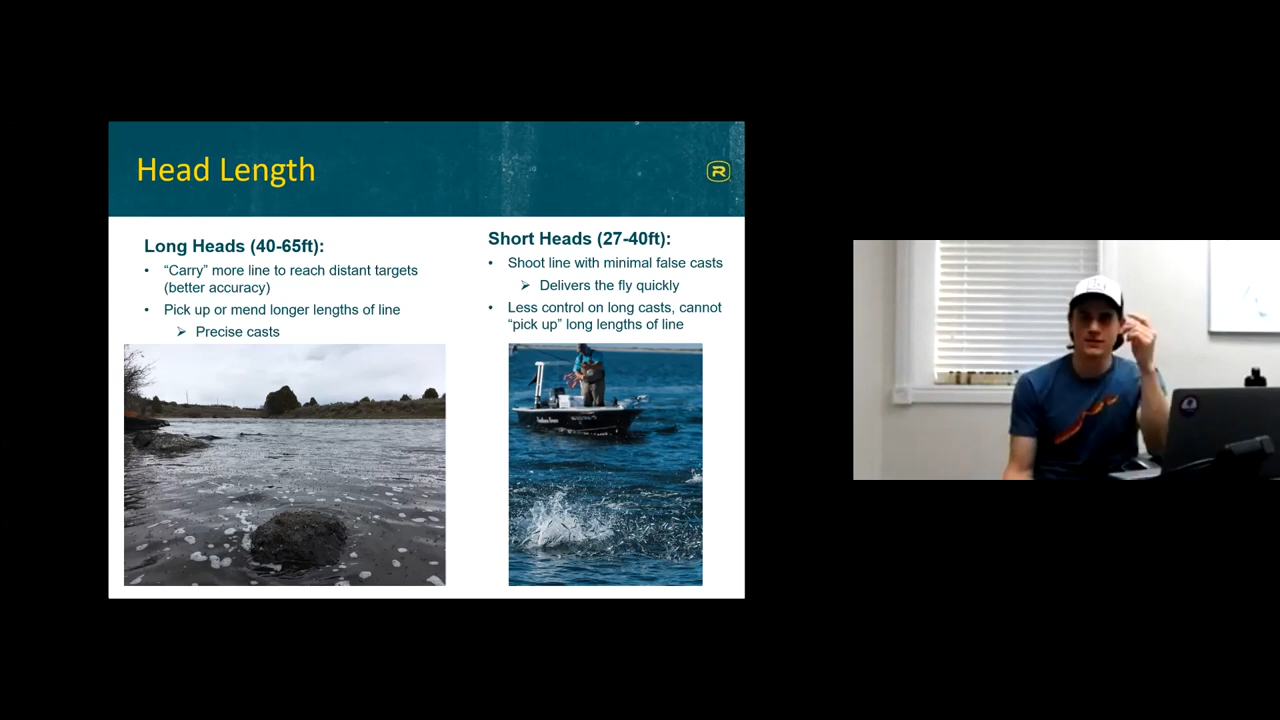 Head Length
R
Long Heads (40-65ft):
• “Carry” more line to reach distant targets
(better accuracy)
• Pick up or mend longer lengths of line
➢ Precise casts
Short Heads (27-40ft):
• Shoot line with minimal false casts
➢ Delivers the fly quickly
• Less control on long casts, cannot
“pick up” long lengths of line